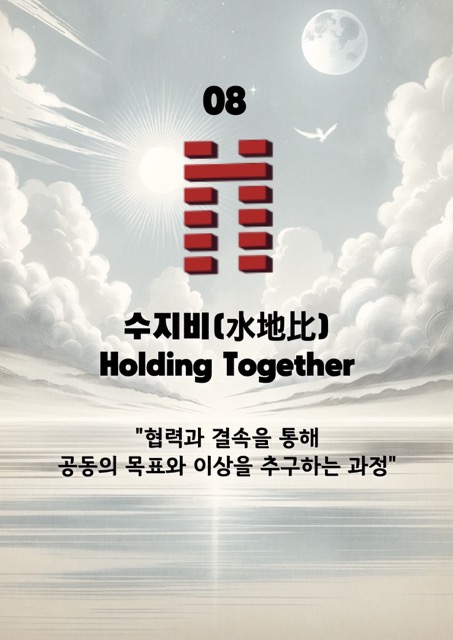 08
수지비(水地比)
Holding Together
"협력과 결속을 통해
공동의 목표와 이상을 추구하는 과정"